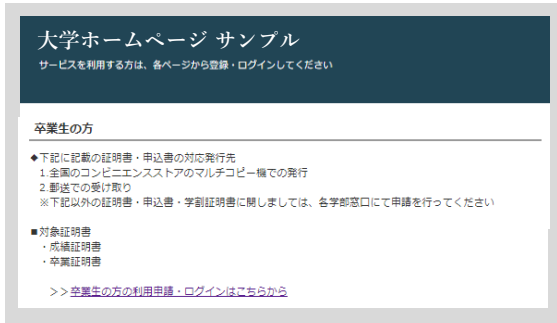 大学ホームページ サンプル
サービスを利用する方は、各ページから登録・ログインしてください
卒業生の方
◆下記に記載の証明書・申込書の対応発行先
1.全国のコンビニエンスストアのマルチコピー機での発行
2.郵送での受け取り
※下記以外の証明書・申込書・学割証明書に関しましては、各学部窓口にて申請を行ってください
■対象証明書
・成績証明書
・卒業証明書
>>卒業生の方の利用申請・ログインはこちらから